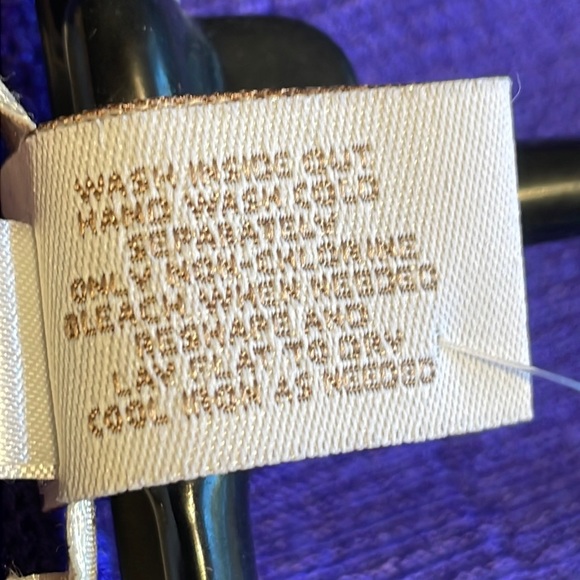 WASH INSIDE OUT
HAND WASH COLD
SEPARATELY
ONLY NON-CHLORINE
BLEACH WHEN NEEDED
RESHAPE AND
LAY FLAT TO DRY
COOL IRON AS NEEDED